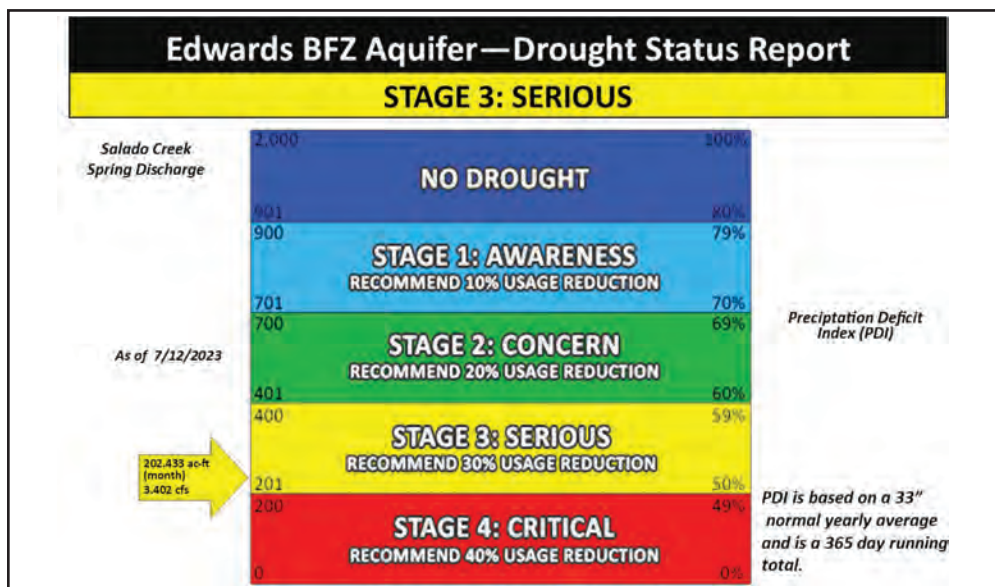 Edwards BFZ Aquifer—Drought Status Report
STAGE 3: SERIOUS
Salado Creek
Spring Discharge
2,000
100%
NO DROUGHT
901
80%
900
79%
STAGE 1: AWARENESS
RECOMMEND 10% USAGE REDUCTION
701
70%
700
69%
Preciptation Deficit
Index (PDI)
As of 7/12/2023
STAGE 2: CONCERN
RECOMMEND 20% USAGE REDUCTION
401
60%
400
59%
STAGE 3: SERIOUS
RECOMMEND 30% USAGE REDUCTION
202.433 ac-ft
(month)
3.402 cfs
201
50%
200
49%
STAGE 4: CRITICAL
RECOMMEND 40% USAGE REDUCTION
0
0%
PDI is based on a 33"
normal yearly average
and is a 365 day running
total.